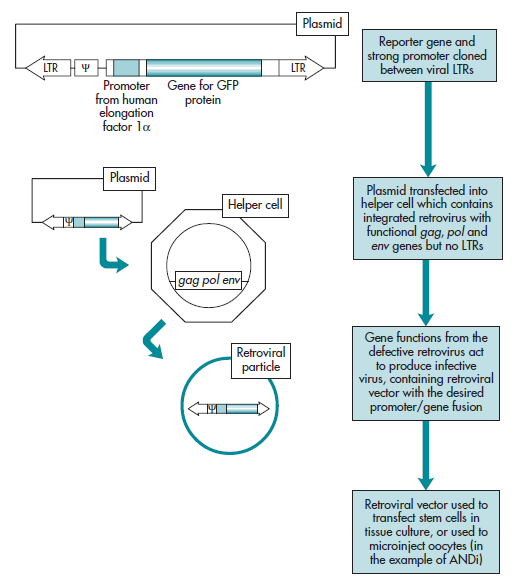 Plasmid
LTR
Ψ
LTR
Promoter
from human
elongation
factor 1α
Gene for GFP
protein
Plasmid
Ψ
Helper cell
gag pol env
Retroviral
particle
Ψ
Reporter gene and
strong promoter cloned
between viral LTRs
Plasmid transfected into
helper cell which contains
integrated retrovirus with
functional gag, pol and
env genes but no LTRs
Gene functions from the
defective retrovirus act
to produce infective
virus, containing retroviral
vector with the desired
promoter/gene fusion
Retroviral vector used to
transfect stem cells in
tissue culture, or used to
microinject oocytes (in
the example of ANDi)